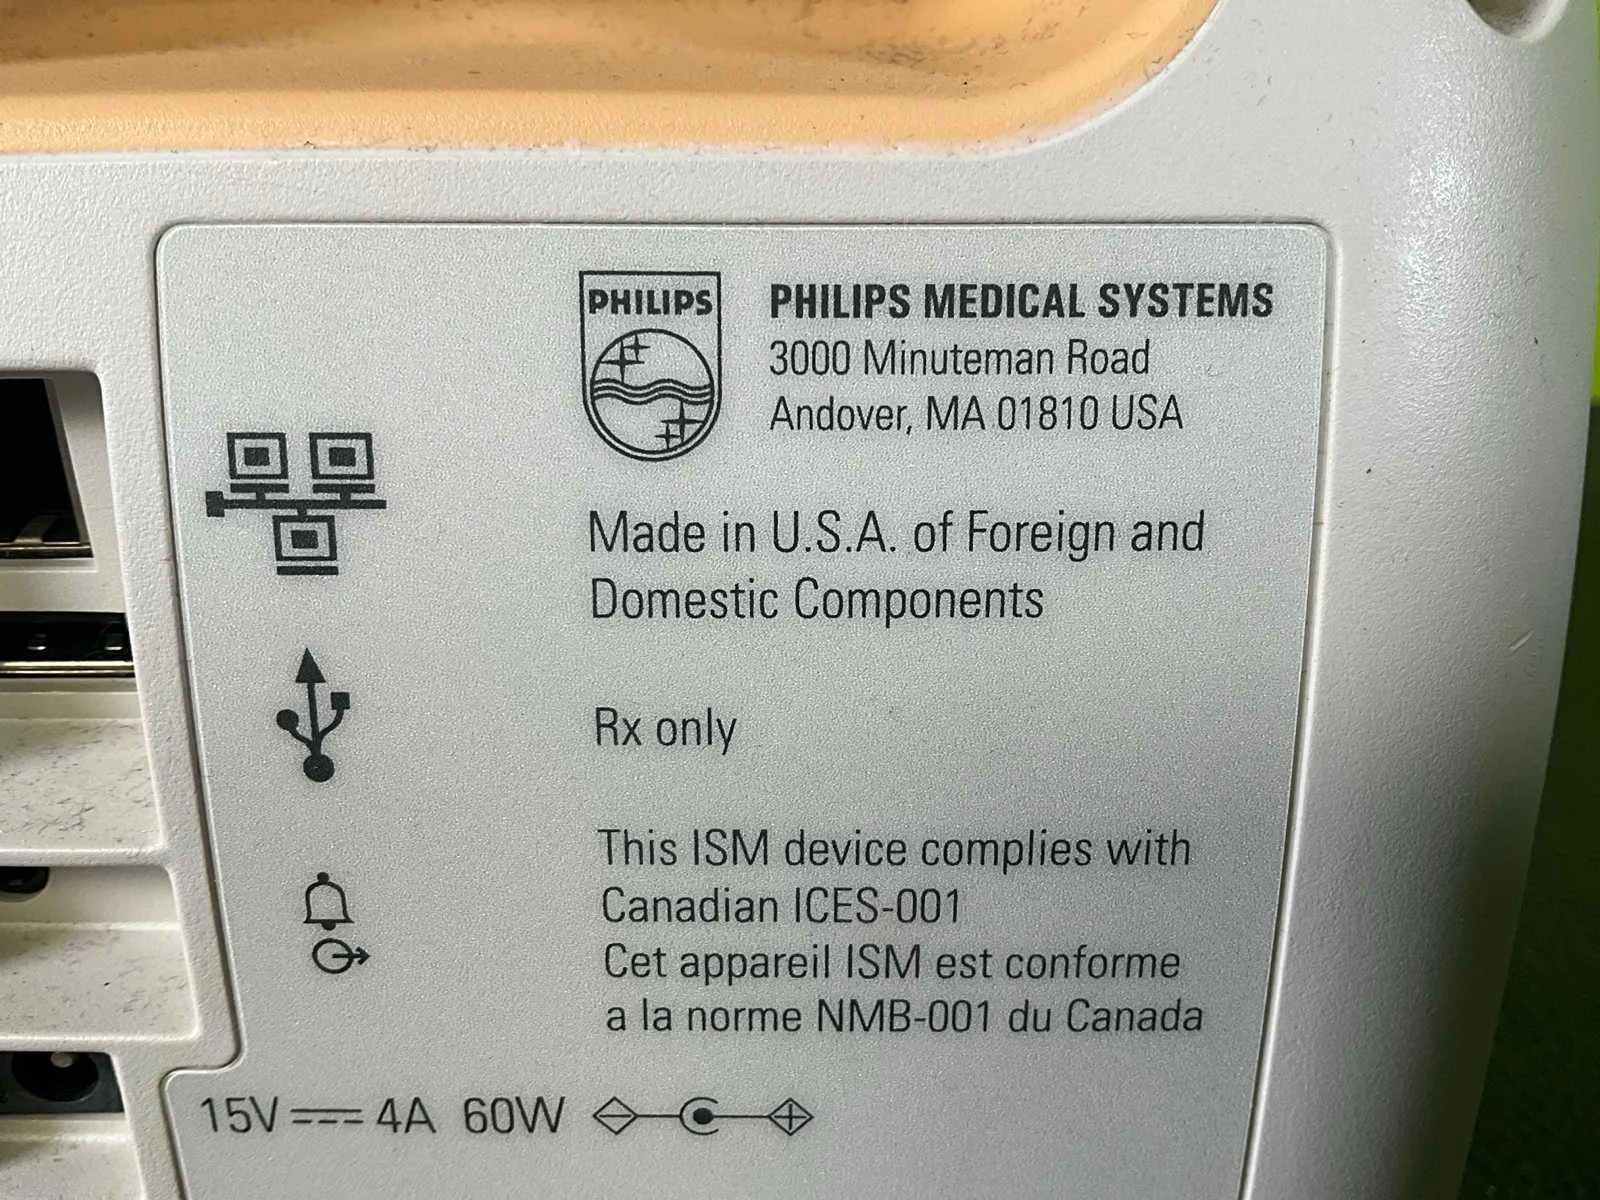 PHILIPS
PHILIPS MEDICAL SYSTEMS
3000 Minuteman Road
Andover, MA 01810 USA
Made in U.S.A. of Foreign and
Domestic Components
Rx only
This ISM device complies with
Canadian ICES-001
Cet appareil ISM est conforme
a la norme NMB-001 du Canada
15V 4A 60W